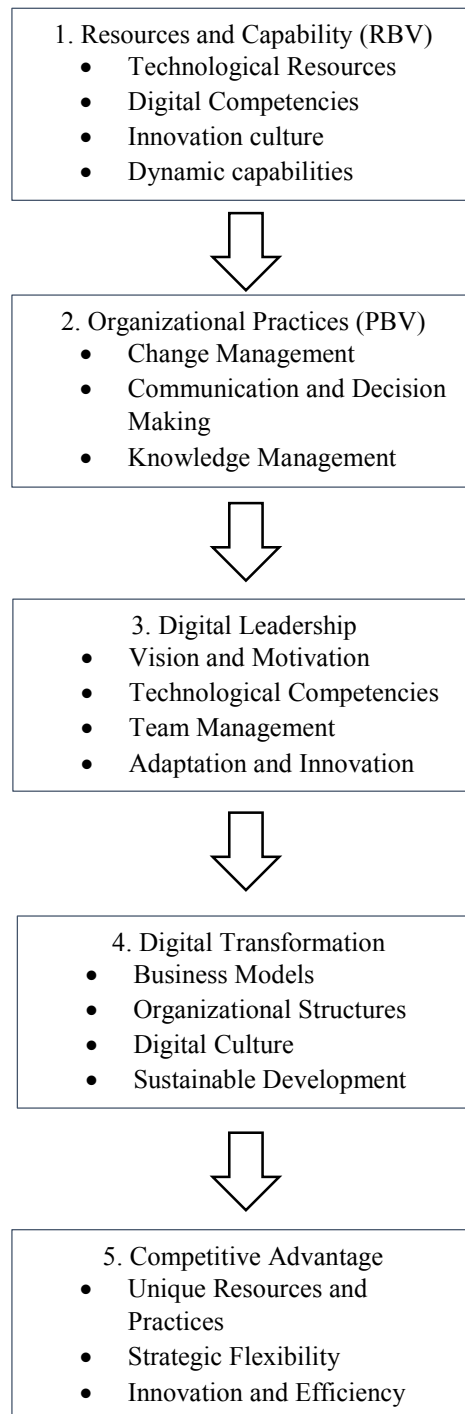 1. Resources and Capability (RBV)
• Technological Resources
• Digital Competencies
• Innovation culture
• Dynamic capabilities
2. Organizational Practices (PBV)
• Change Management
• Communication and Decision
Making
• Knowledge Management
3. Digital Leadership
• Vision and Motivation
• Technological Competencies
• Team Management
• Adaptation and Innovation
4. Digital Transformation
• Business Models
• Organizational Structures
• Digital Culture
• Sustainable Development
5. Competitive Advantage
• Unique Resources and
Practices
• Strategic Flexibility
• Innovation and Efficiency